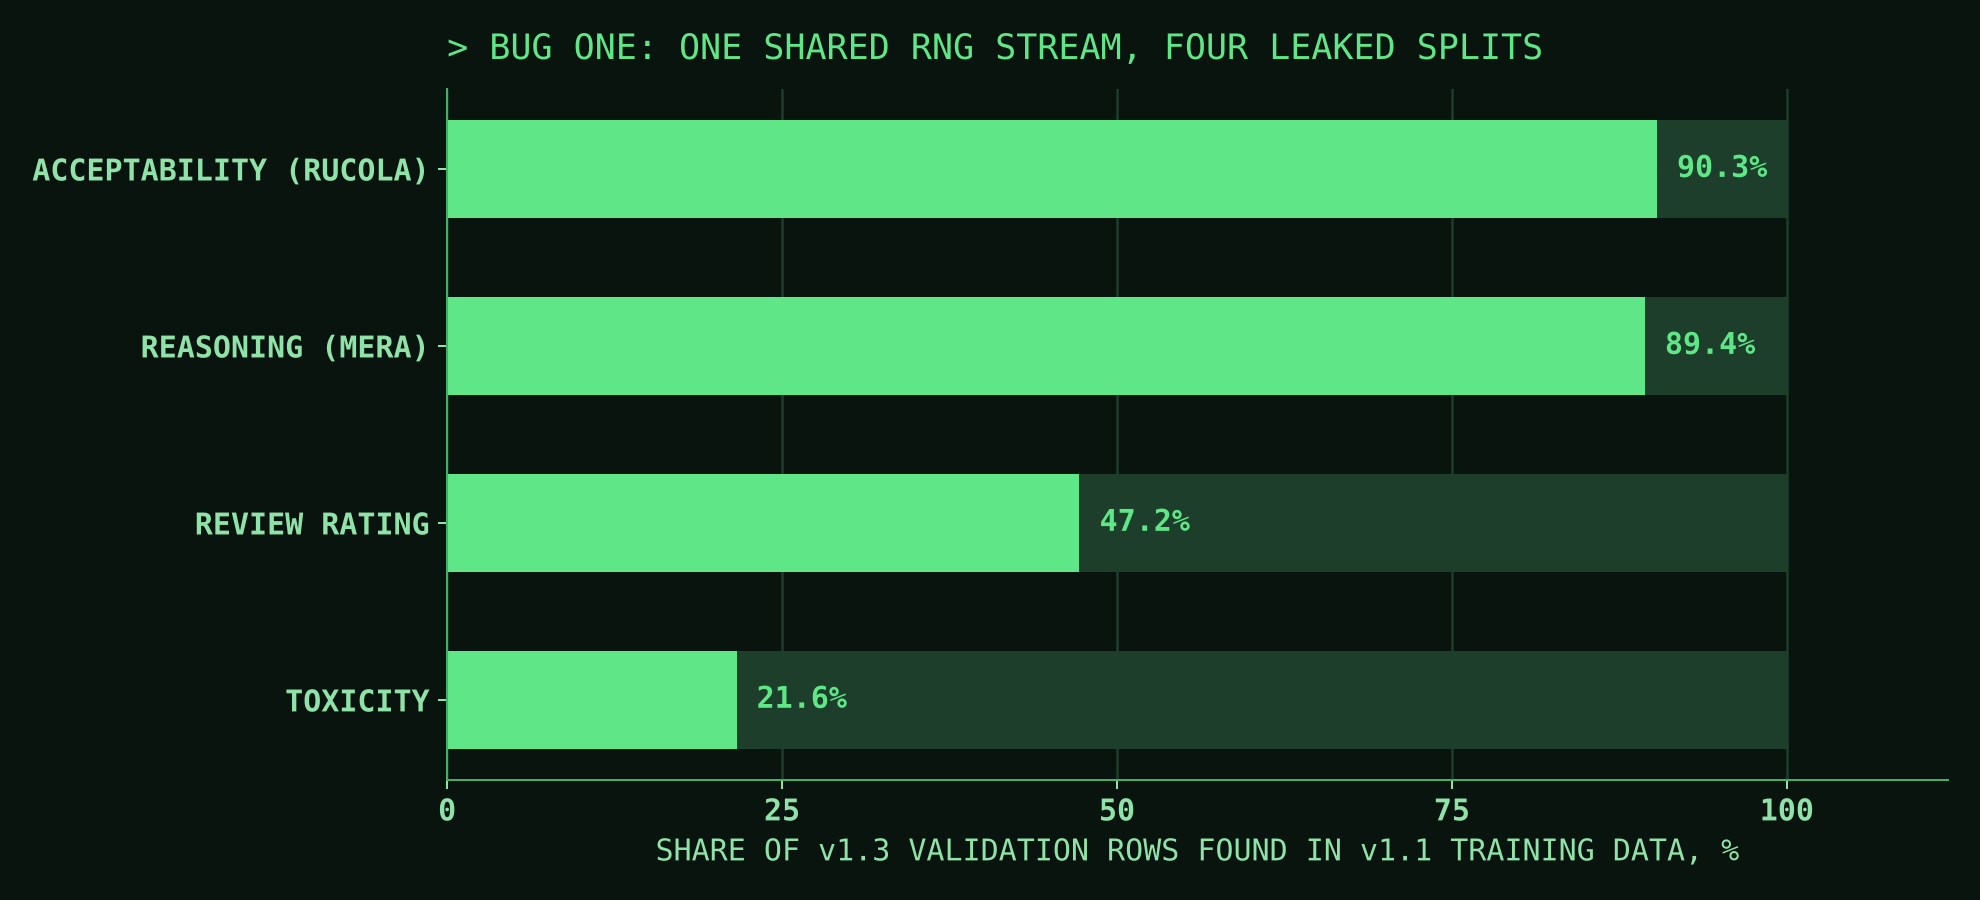 > BUG ONE: ONE SHARED RNG STREAM, FOUR LEAKED SPLITS
ACCEPTABILITY (RUCOLA)
90.3%
REASONING (MERA)
89.4%
REVIEW RATING
47.2%
TOXICITY
21.6%
0 25 50 75 100
SHARE OF v1.3 VALIDATION ROWS FOUND IN v1.1 TRAINING DATA, %